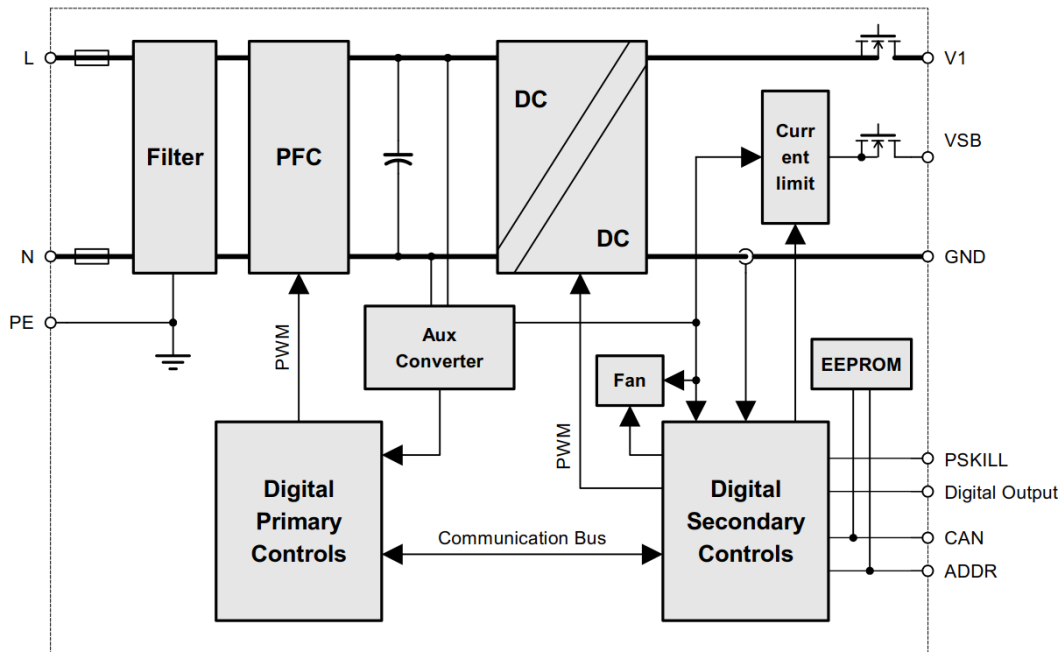 L
V1
DC
VSB
Curr
ent
limit
Filter
PFC
DC
N
GND
PE
PWM
Aux
Converter
Fan
EEPROM
PWM
PSKILL
Digital
Primary
Controls
Digital
Secondary
Controls
Digital Output
Communication Bus
CAN
ADDR